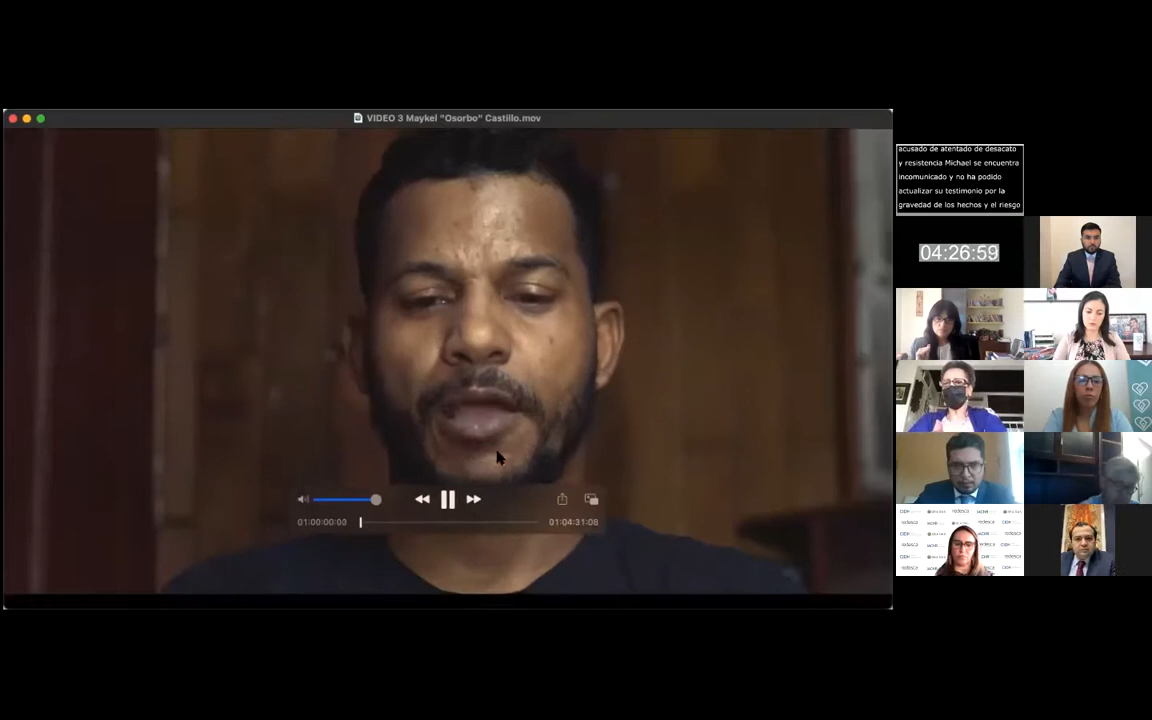 VIDEO 3 Maykel "Osorbo" Castillo.mov
01:00:00:00
01:04:31:08
acusado de atentado de desacato
y resistencia Michael se encuentra
incomunicado y no ha podido
actualizar su testimonio por la
gravedad de los hechos y el riesgo
04:26:59
CIDH
redesca